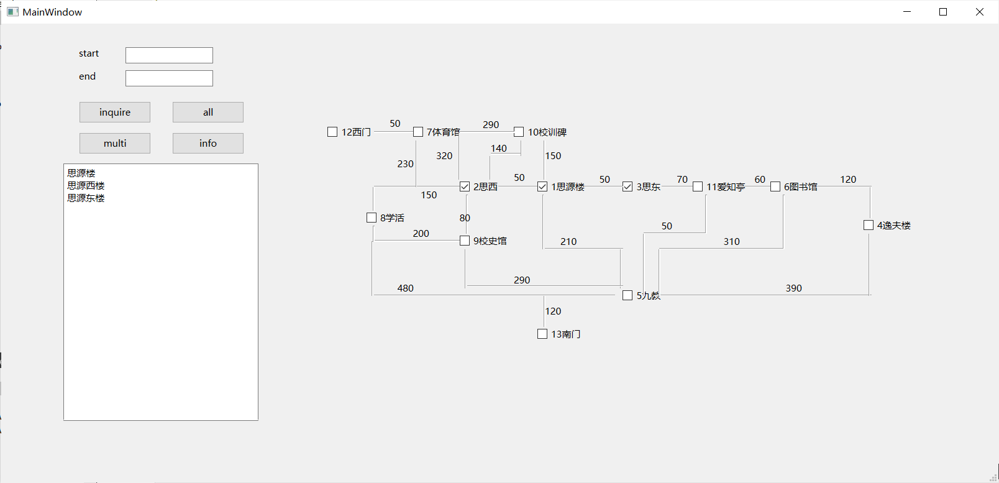 MainWindow
start
end
inquire
all
multi
info
思源楼
思源西楼
思源东楼
12西门
50
7体育馆
290
10校训碑
140
320
230
150
2思西
50
1思源楼
50
3思东
70
11爱知亭
60
6图书馆
120
150
8学活
80
50
4逸夫楼
200
9校史馆
210
310
290
480
5九教
390
120
13南门